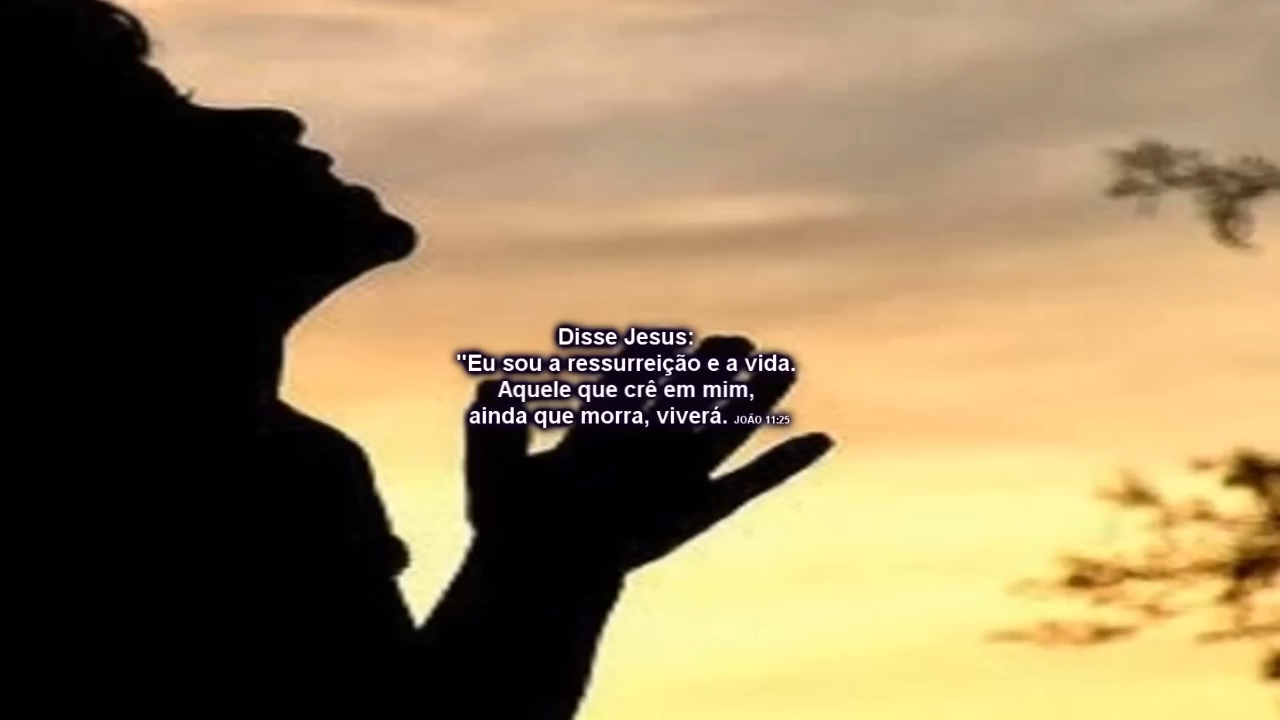 Disse Jesus:
"Eu sou a ressurreição e a vida.
Aquele que crê em mim,
ainda que morra, viverá. JOÃO 11:25